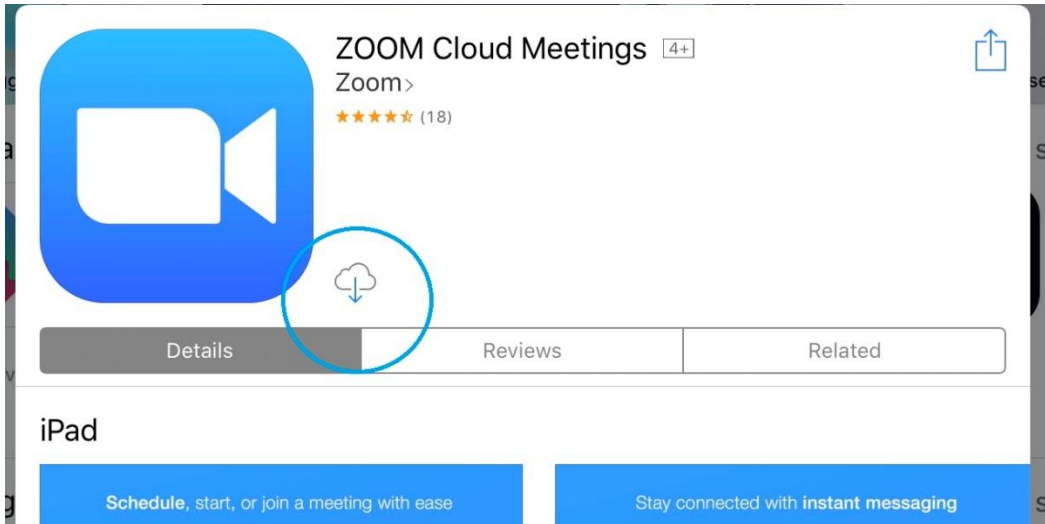 ZOOM Cloud Meetings 4+
Zoom>
(18)
Details Reviews Related
iPad
Schedule, start, or join a meeting with ease
Stay connected with instant messaging